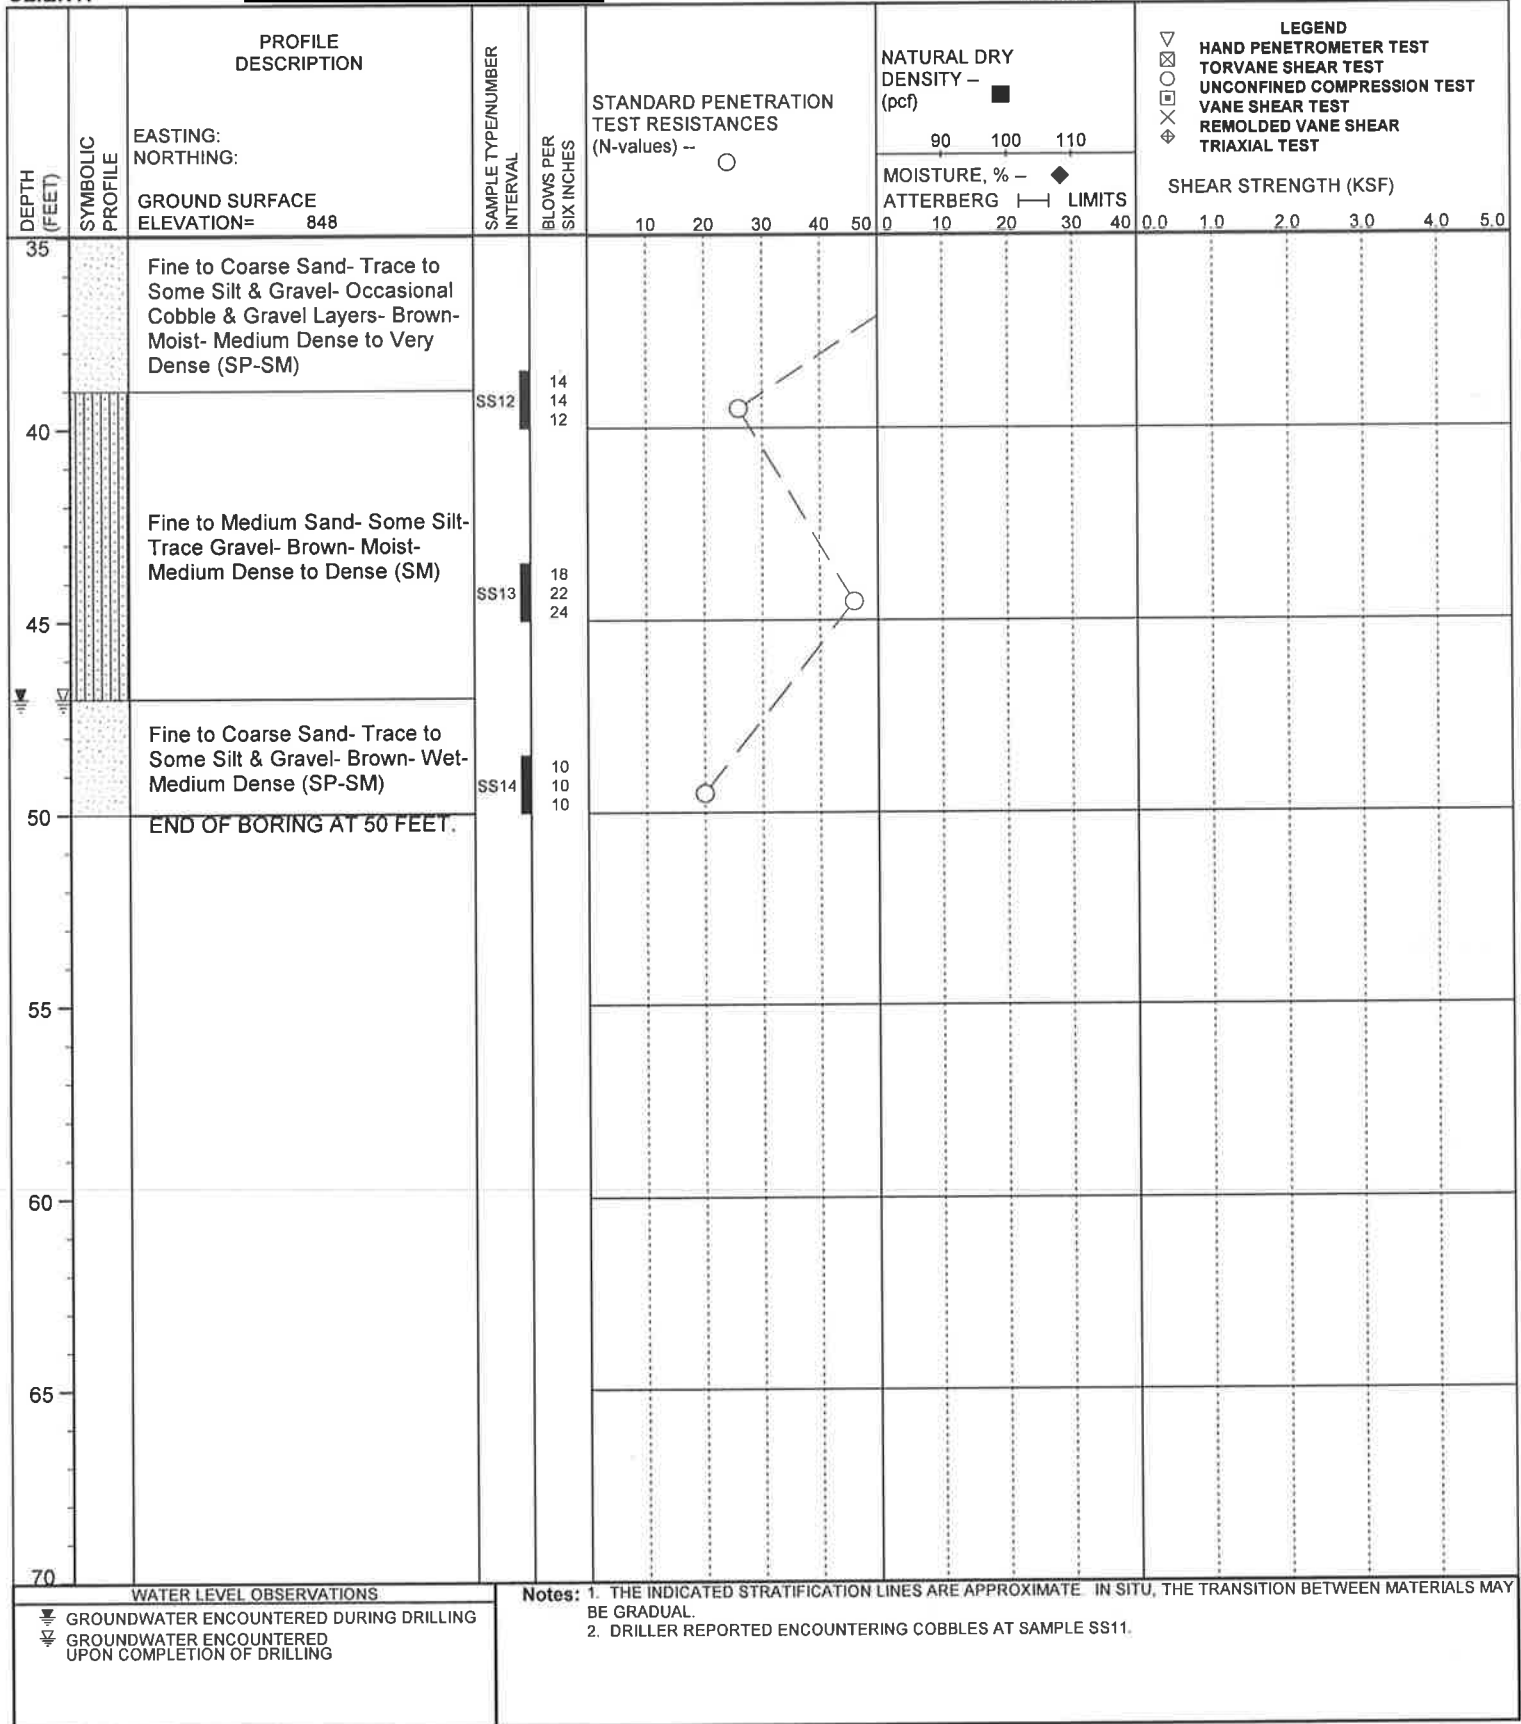 PROFILE
DESCRIPTION
EASTING:
NORTHING:
GROUND SURFACE
ELEVATION= 848
DEPTH
(FEET)
SYMBOLIC
PROFILE
SAMPLE TYPE/NUMBER
INTERVAL
BLOWS PER
SIX INCHES
STANDARD PENETRATION
TEST RESISTANCES
(N-values) --
10 20 30 40 50
NATURAL DRY
DENSITY –
(pcf)
90 100 110
MOISTURE, % –
ATTERBERG LIMITS
0 10 20 30 40
LEGEND
HAND PENETROMETER TEST
TORVANE SHEAR TEST
UNCONFINED COMPRESSION TEST
VANE SHEAR TEST
REMOLDED VANE SHEAR
TRIAXIAL TEST
SHEAR STRENGTH (KSF)
0.0 1.0 2.0 3.0 4.0 5.0
35
Fine to Coarse Sand- Trace to
Some Silt & Gravel- Occasional
Cobble & Gravel Layers- Brown-
Moist- Medium Dense to Very
Dense (SP-SM)
SS12
14
14
12
40
Fine to Medium Sand- Some Silt-
Trace Gravel- Brown- Moist-
Medium Dense to Dense (SM)
SS13
18
22
24
45
Fine to Coarse Sand- Trace to
Some Silt & Gravel- Brown- Wet-
Medium Dense (SP-SM)
SS14
10
10
10
50
END OF BORING AT 50 FEET.
55
60
65
70
WATER LEVEL OBSERVATIONS
GROUNDWATER ENCOUNTERED DURING DRILLING
GROUNDWATER ENCOUNTERED
UPON COMPLETION OF DRILLING
Notes: 1. THE INDICATED STRATIFICATION LINES ARE APPROXIMATE. IN SITU, THE TRANSITION BETWEEN MATERIALS MAY
BE GRADUAL.
2. DRILLER REPORTED ENCOUNTERING COBBLES AT SAMPLE SS11.